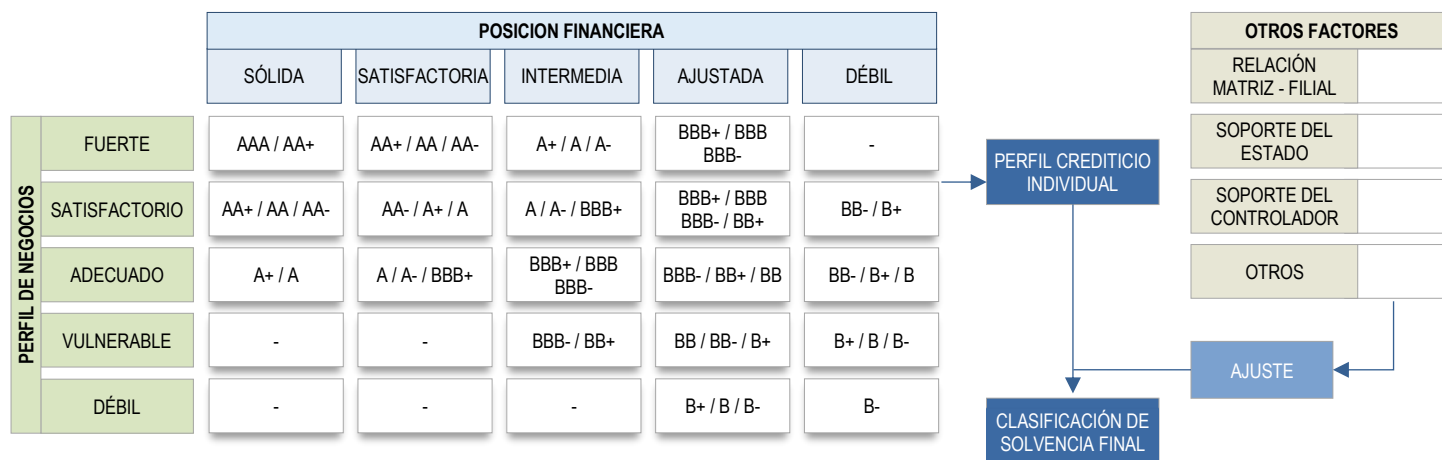 POSICION FINANCIERA
SÓLIDA
SATISFACTORIA
INTERMEDIA
AJUSTADA
DÉBIL
PERFIL DE NEGOCIOS
FUERTE
AAA / AA+
AA+ / AA / AA-
A+ / A / A-
BBB+ / BBB
BBB-
-
SATISFACTORIO
AA+ / AA / AA-
AA- / A+ / A
A / A- / BBB+
BBB+ / BBB
BBB- / BB+
BB- / B+
ADECUADO
A+ / A
A / A- / BBB+
BBB+ / BBB
BBB-
BBB- / BB+ / BB
BB- / B+ / B
VULNERABLE
-
-
BBB- / BB+
BB / BB- / B+
B+ / B / B-
DÉBIL
-
-
-
B+ / B / B-
B-
PERFIL CREDITICIO
INDIVIDUAL
CLASIFICACIÓN DE
SOLVENCIA FINAL
OTROS FACTORES
RELACIÓN
MATRIZ - FILIAL
SOPORTE DEL
ESTADO
SOPORTE DEL
CONTROLADOR
OTROS
AJUSTE